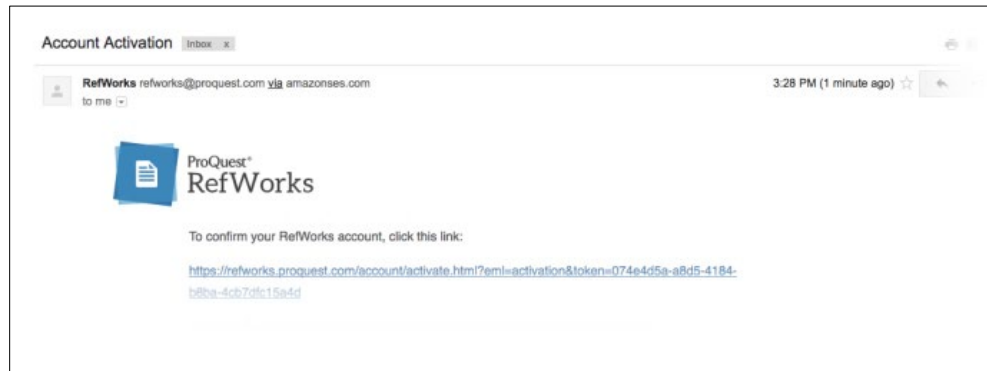 Account Activation Inbox x
RefWorks refworks@proquest.com via amazonses.com 3:28 PM (1 minute ago)
to me
ProQuest®
RefWorks
To confirm your RefWorks account, click this link:
https://refworks.proquest.com/account/activate.html?eml=activation&token=074e4d5a-a8d5-4184-
b8ba-4cb7dfc15a4d